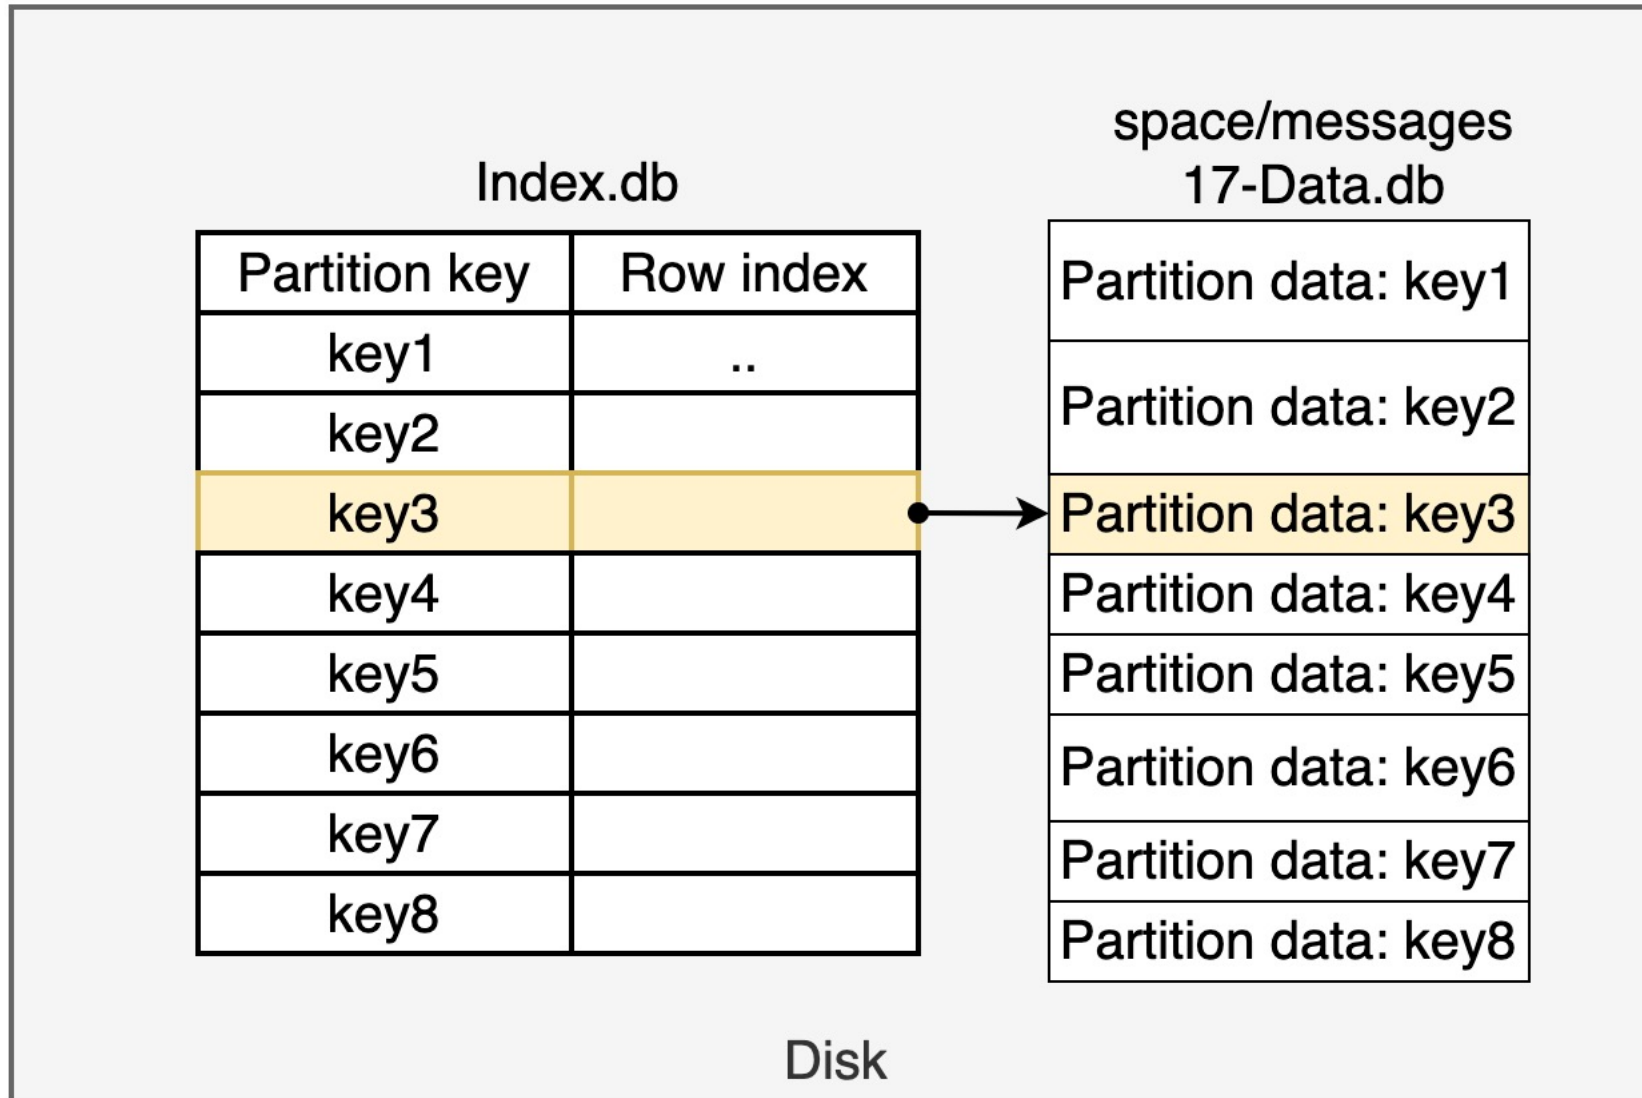 Index.db
Partition key Row index
key1 ..
key2
key3
key4
key5
key6
key7
key8
space/messages
17-Data.db
Partition data: key1
Partition data: key2
Partition data: key3
Partition data: key4
Partition data: key5
Partition data: key6
Partition data: key7
Partition data: key8
Disk